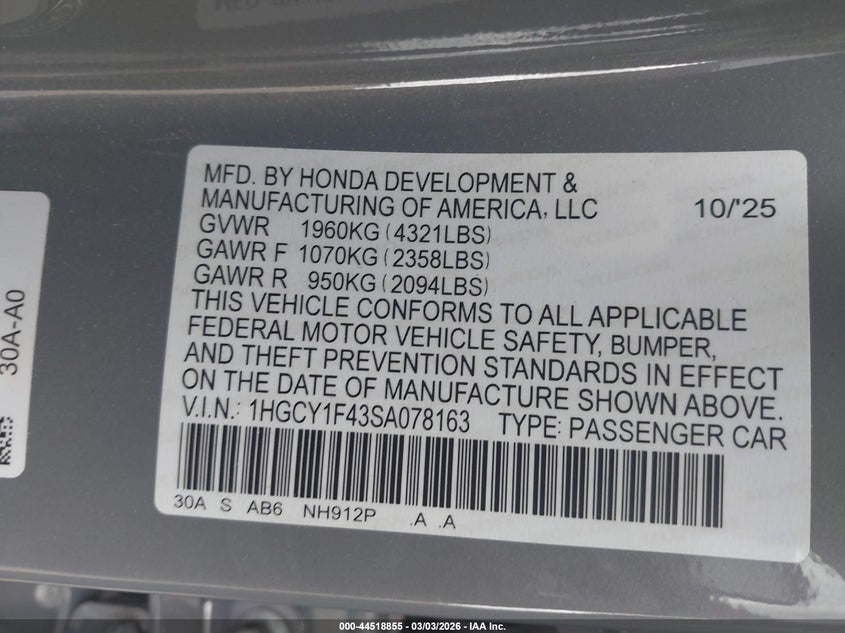 MFD. BY HONDA DEVELOPMENT &
MANUFACTURING OF AMERICA, LLC 10/'25
GVWR 1960KG (4321LBS)
GAWR F 1070KG (2358LBS)
GAWR R 950KG (2094LBS)
THIS VEHICLE CONFORMS TO ALL APPLICABLE
FEDERAL MOTOR VEHICLE SAFETY, BUMPER,
AND THEFT PREVENTION STANDARDS IN EFFECT
ON THE DATE OF MANUFACTURE SHOWN ABOVE.
V.I.N.: 1HGCY1F43SA078163 TYPE: PASSENGER CAR
30A S AB6 NH912P .A .A
30A-A0
000-44518855 | 03/03/2026 | IAA Inc.